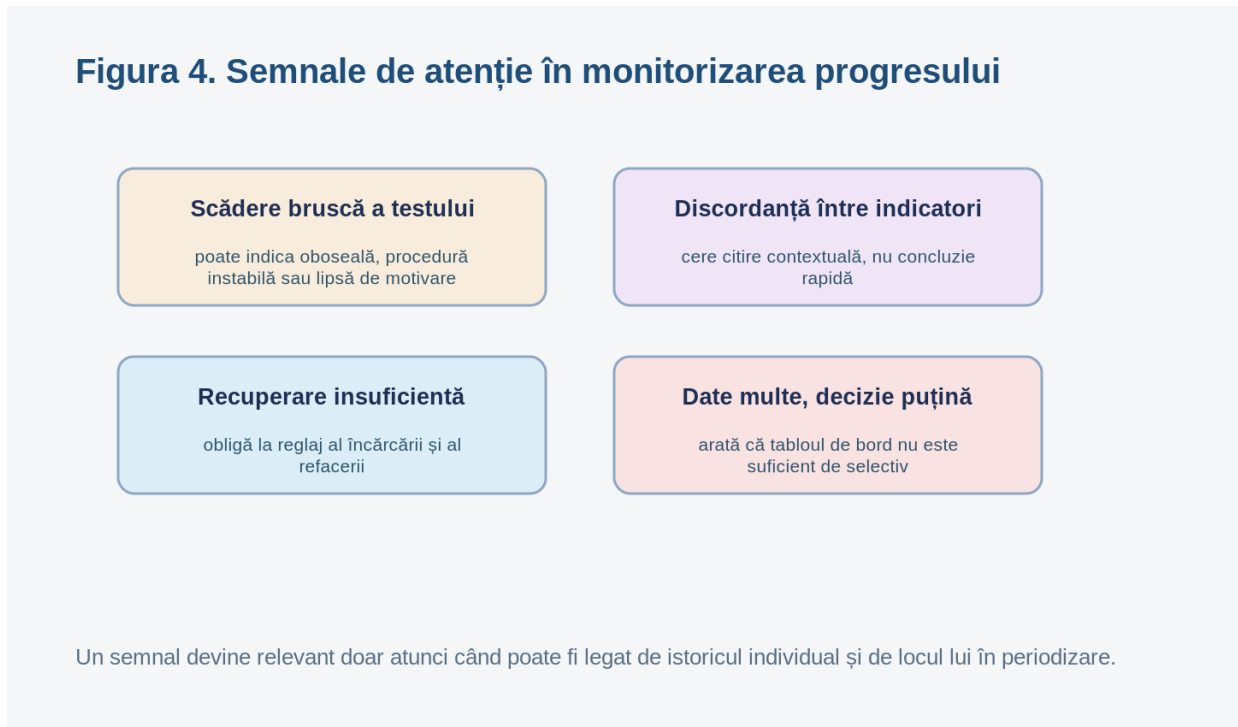 Figura 4. Semnale de atenție în monitorizarea progresului
Scădere bruscă a testului
poate indica oboseală, procedură
instabilă sau lipsă de motivare
Discordanță între indicatori
cere citire contextuală, nu concluzie
rapidă
Recuperare insuficientă
obligă la reglaj al încărcării și al
refacerii
Date multe, decizie puțină
arată că tabloul de bord nu este
suficient de selectiv
Un semnal devine relevant doar atunci când poate fi legat de istoricul individual și de locul lui în periodizare.